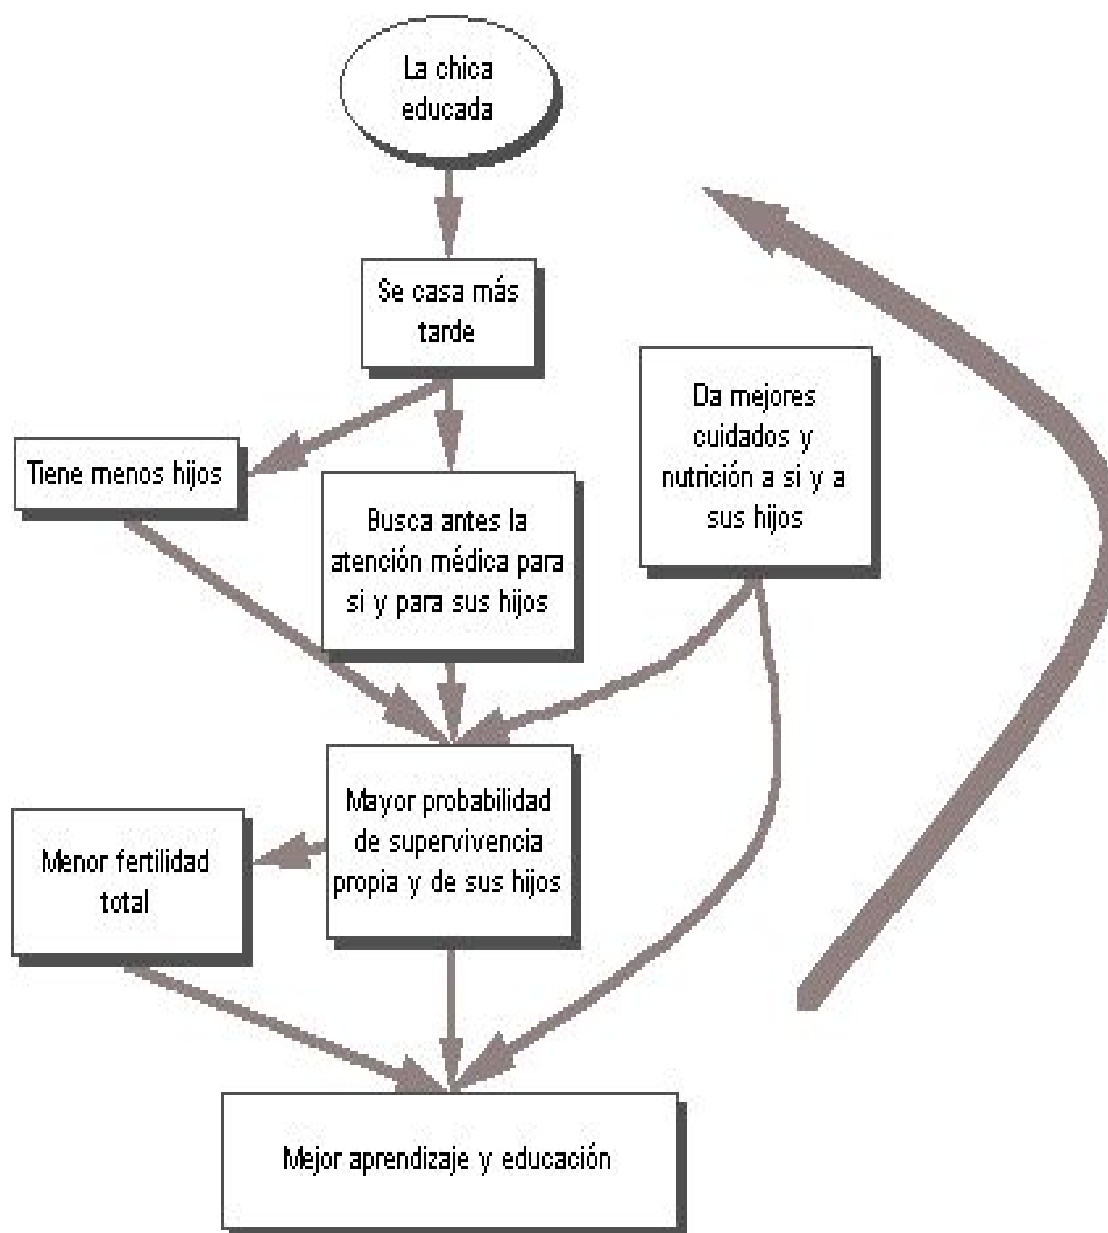 La chica
educada
Se casa más
tarde
Da mejores
cuidados y
nutrición a si y a
sus hijos
Tiene menos hijos
Busca antes la
atención médica para
si y para sus hijos
Mayor probabilidad
de supervivencia
propia y de sus hijos
Menor fertilidad
total
Mejor aprendizaje y educación